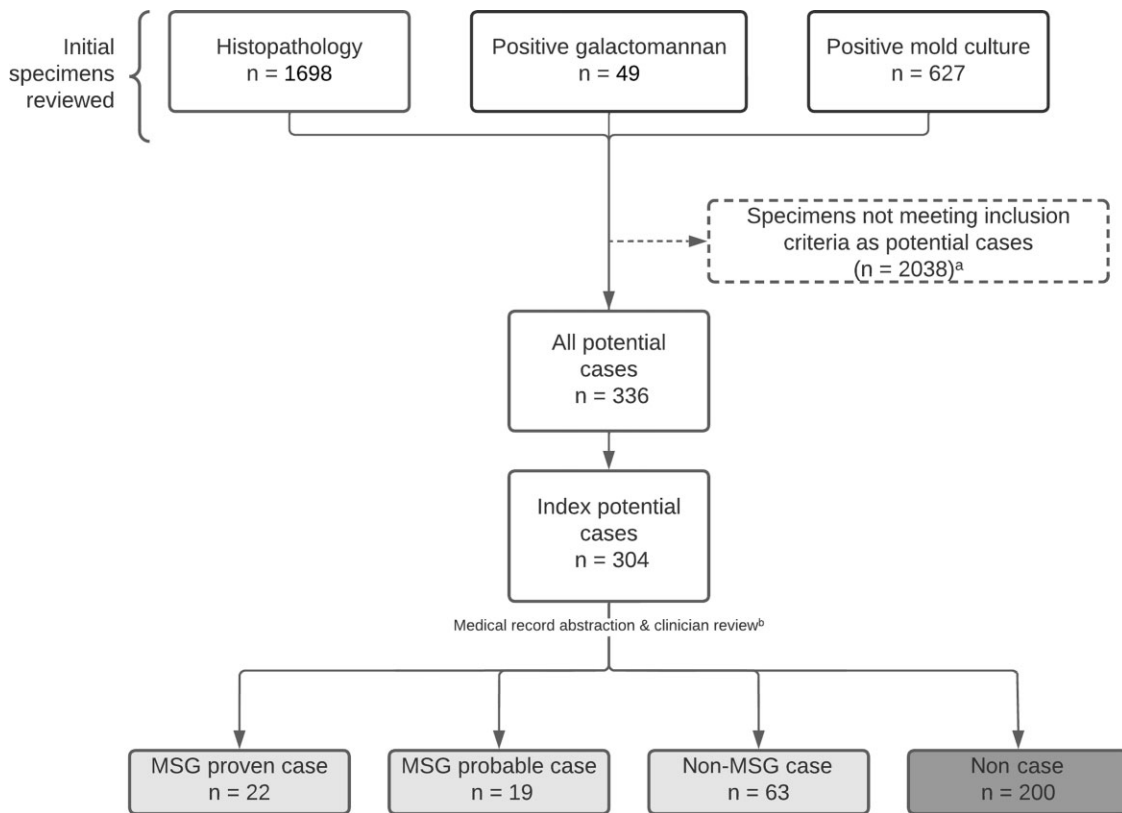 Initial
specimens
reviewed
Histopathology
n = 1698
Positive galactomannan
n = 49
Positive mold culture
n = 627
Specimens not meeting inclusion
criteria as potential cases
(n = 2038)ᵃ
All potential
cases
n = 336
Index potential
cases
n = 304
Medical record abstraction & clinician reviewᵇ
MSG proven case
n = 22
MSG probable case
n = 19
Non-MSG case
n = 63
Non case
n = 200